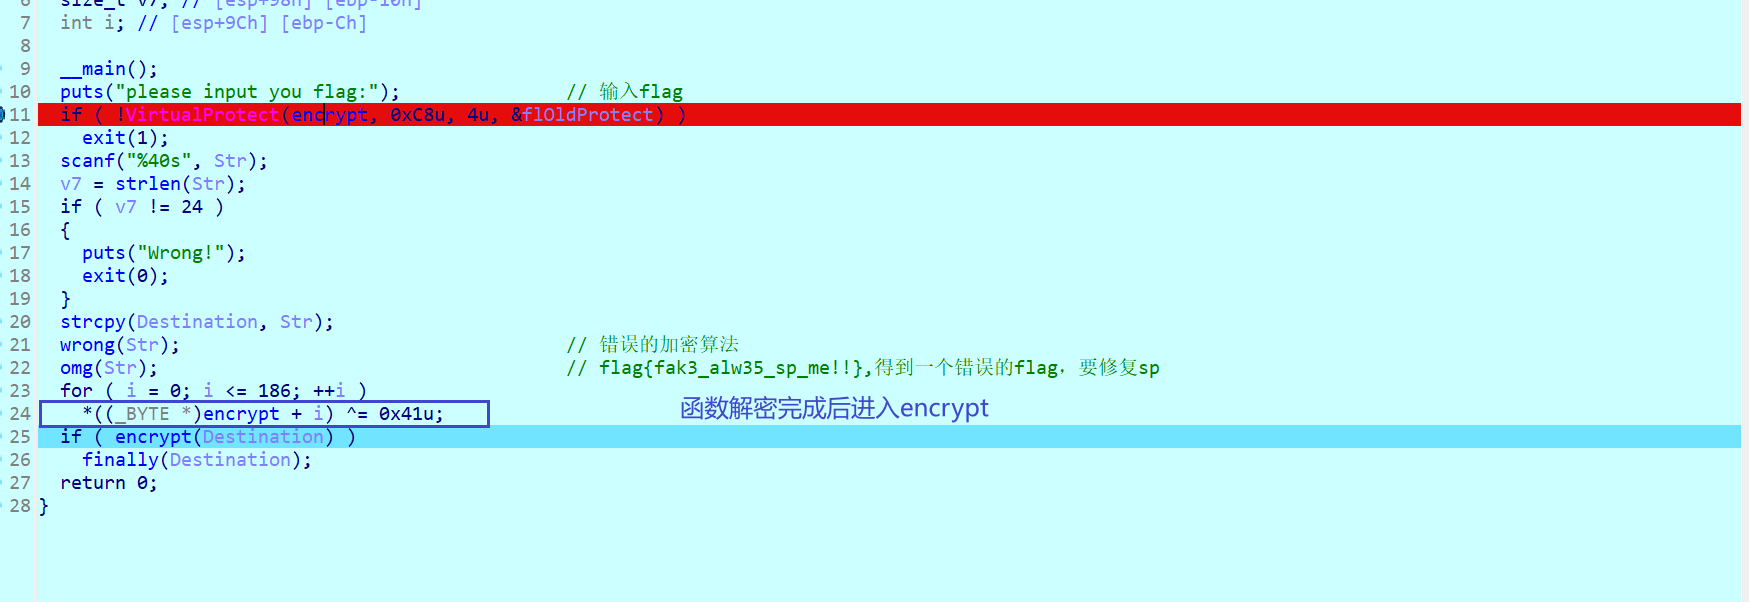 6   size_t v7; // [esp+98h] [ebp-10h]
7   int i; // [esp+9Ch] [ebp-Ch]
8
9   __main();
10   puts("please input you flag:");               // 输入flag
11   if ( !VirtualProtect(encrypt, 0xC8u, 4u, &flOldProtect) )
12     exit(1);
13   scanf("%40s", Str);
14   v7 = strlen(Str);
15   if ( v7 != 24 )
16   {
17     puts("Wrong!");
18     exit(0);
19   }
20   strcpy(Destination, Str);
21   wrong(Str);                                   // 错误的加密算法
22   omg(Str);                                     // flag{fak3_alw35_sp_me!!},得到一个错误的flag，要修复sp
23   for ( i = 0; i <= 186; ++i )
24     *((_BYTE *)encrypt + i) ^= 0x41u;
函数解密完成后进入encrypt
25   if ( encrypt(Destination) )
26     finally(Destination);
27   return 0;
28 }